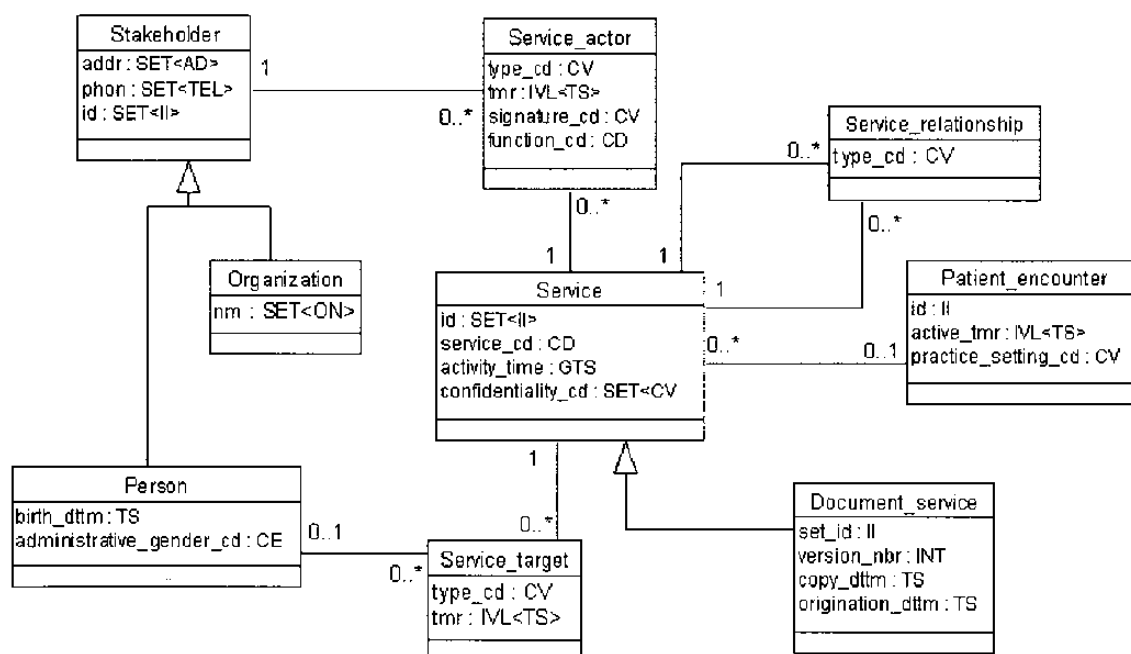 Stakeholder
addr : SET<AD>
phon : SET<TEL>
id : SET<II>
1
0..*
Service_actor
type_cd : CV
tmr : IVL<TS>
signature_cd : CV
function_cd : CD
0..*
1
Service_relationship
type_cd : CV
0..*
0..*
1
1
Organization
nm : SET<ON>
Service
id : SET<II>
service_cd : CD
activity_time : GTS
confidentiality_cd : SET<CV
0..*
0..1
Patient_encounter
id : II
active_tmr : IVL<TS>
practice_setting_cd : CV
1
0..*
Person
birth_dttm : TS
administrative_gender_cd : CE
0..1
0..*
Service_target
type_cd : CV
tmr : IVL<TS>
Document_service
set_id : II
version_nbr : INT
copy_dttm : TS
origination_dttm : TS